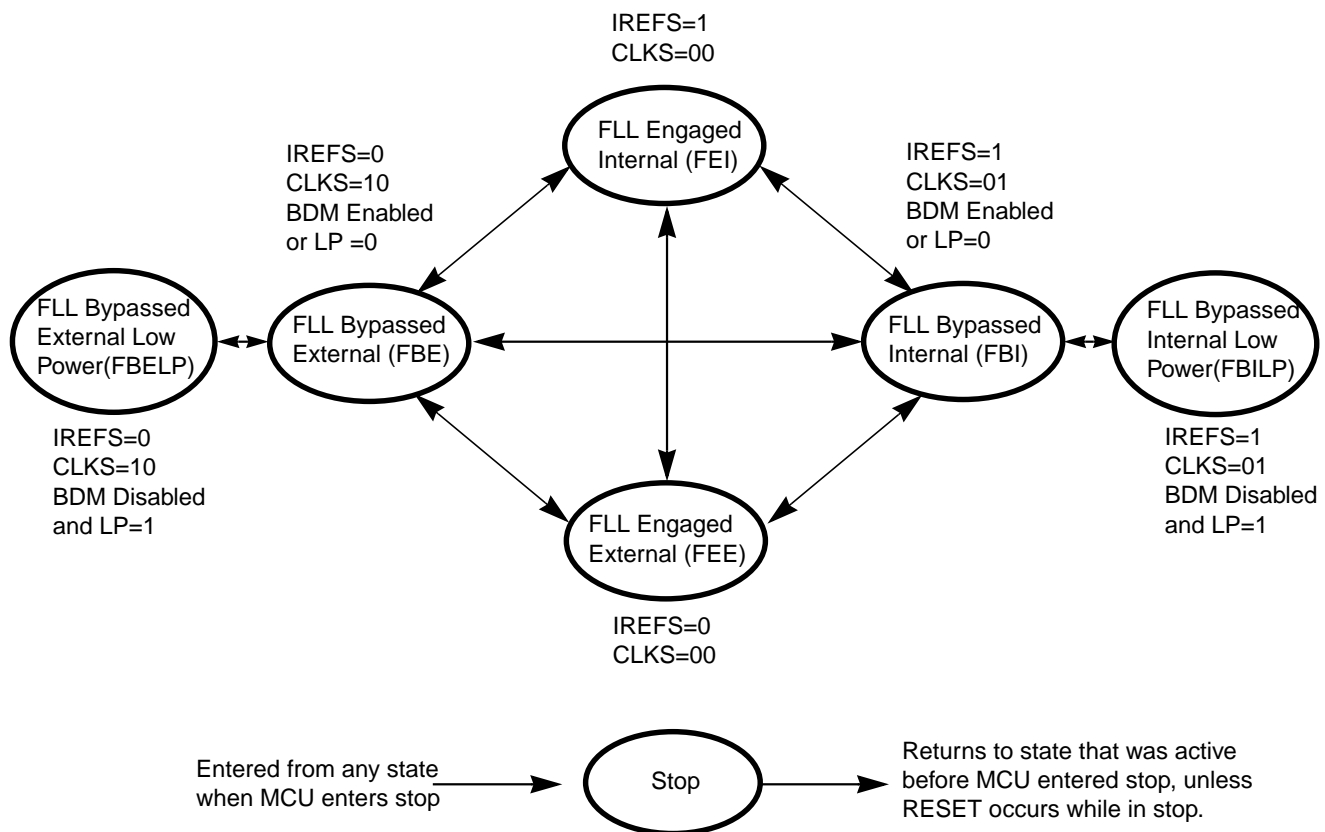 IREFS=1
CLKS=00
FLL Engaged
Internal (FEI)
IREFS=0
CLKS=10
BDM Enabled
or LP =0
IREFS=1
CLKS=01
BDM Enabled
or LP=0
FLL Bypassed
External Low
Power(FBELP)
FLL Bypassed
External (FBE)
FLL Bypassed
Internal (FBI)
FLL Bypassed
Internal Low
Power(FBILP)
IREFS=0
CLKS=10
BDM Disabled
and LP=1
IREFS=1
CLKS=01
BDM Disabled
and LP=1
FLL Engaged
External (FEE)
IREFS=0
CLKS=00
Entered from any state
when MCU enters stop
Stop
Returns to state that was active
before MCU entered stop, unless
RESET occurs while in stop.